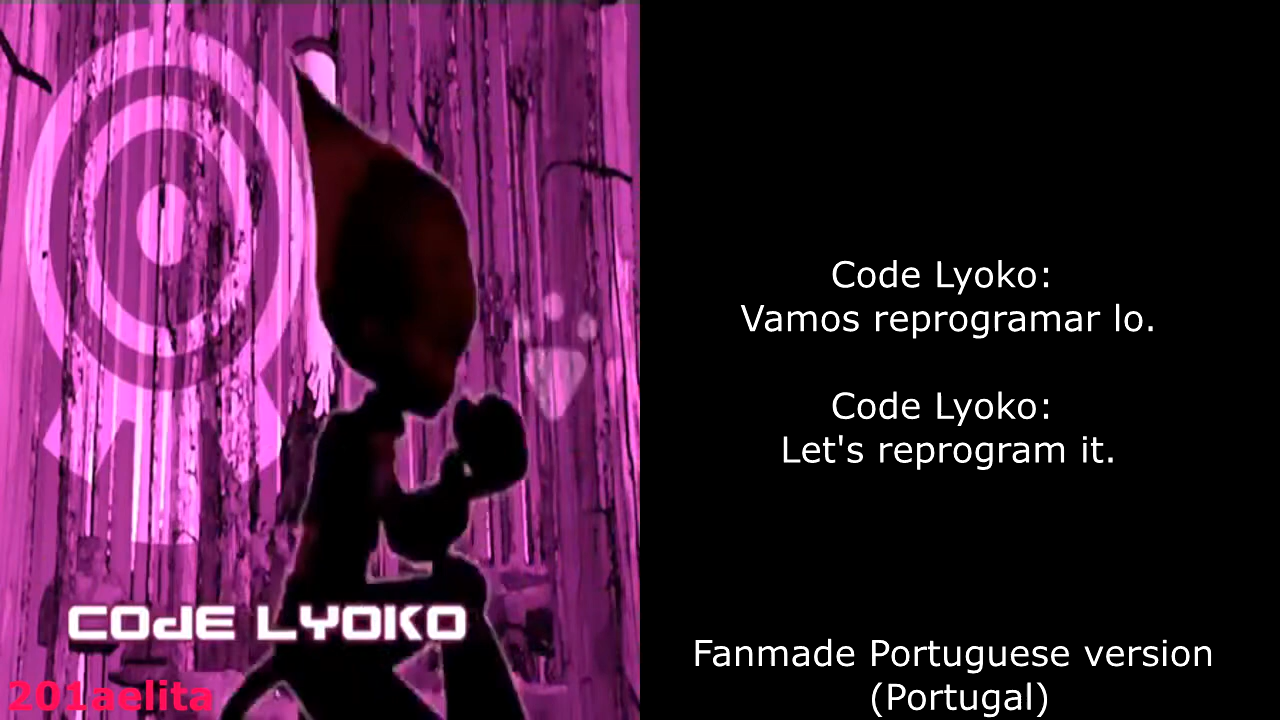 CODE LYOKO
201aelita
Code Lyoko:
Vamos reprogramar lo.
Code Lyoko:
Let's reprogram it.
Fanmade Portuguese version
(Portugal)